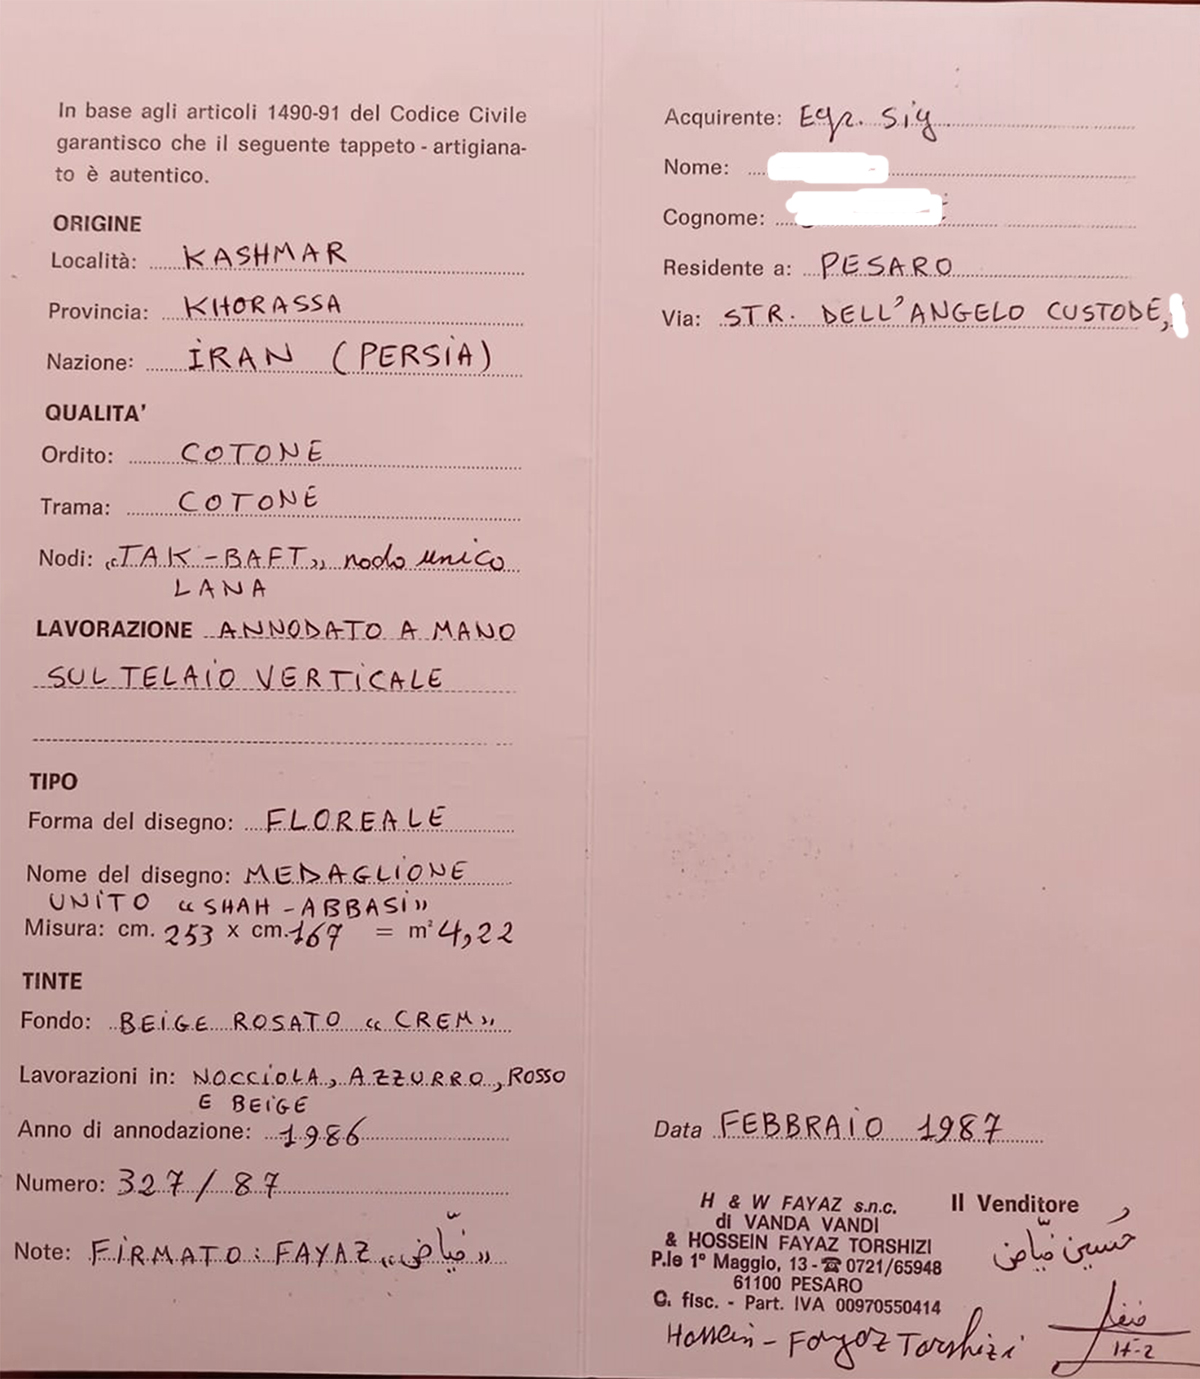 In base agli articoli 1490-91 del Codice Civile
garantisco che il seguente tappeto - artigiana-
to è autentico.
ORIGINE
Località: KASHMAR
Provincia: KHORASSA
Nazione: IRAN (PERSIA)
QUALITA'
Ordito: COTONE
Trama: COTONE
Nodi: «TAK-BAFT» nodo unico
LANA
LAVORAZIONE ANNODATO A MANO
SUL TELAIO VERTICALE
TIPO
Forma del disegno: FLOREALE
Nome del disegno: MEDAGLIONE
UNITO «SHAH-ABBASI»
Misura: cm. 253 x cm. 167 = m² 4,22
TINTE
Fondo: BEIGE ROSATO «CREM»
Lavorazioni in: NOCCIOLA, AZZURRO, ROSSO
E BEIGE
Anno di annodazione: 1986
Numero: 327/87
Note: FIRMATO: FAYAZ «فيّاض»
Acquirente: Egr. Sig
Nome:
Cognome:
Residente a: PESARO
Via: STR. DELL'ANGELO CUSTODE,
Data FEBBRAIO 1987
H & W FAYAZ s.n.c.
di VANDA VANDI
& HOSSEIN FAYAZ TORSHIZI
P.le 1° Maggio, 13 - ☎ 0721/65948
61100 PESARO
C. fisc. - Part. IVA 00970550414
Il Venditore
حُسين فيّاض
Hossein - Fayaz Torshizi